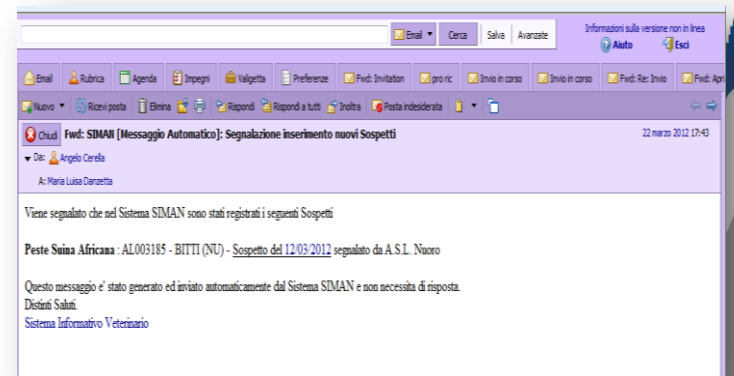 Email Cerca Salva Avanzate
Informazioni sulla versione non in linea
Aiuto Esci
Email Rubrica Agenda Impegni Valigetta Preferenze Fwd: Invitation pro ric Invio in corso Invio in corso Fwd: Re: Invio Fwd: Apri
Nuovo Ricevi posta Elimina Rispondi Rispondi a tutti Inoltra Posta indesiderata
Chiudi Fwd: SIMAN [Messaggio Automatico]: Segnalazione inserimento nuovi Sospetti 22 marzo 2012 17:43
Da: Angelo Cerella
A: Maria Luisa Danzetta
Viene segnalato che nel Sistema SIMAN sono stati registrati i seguenti Sospetti
Peste Suina Africana : AL003185 - BITTI (NU) - Sospetto del 12/03/2012 segnalato da A.S.L. Nuoro
Questo messaggio e' stato generato ed inviato automaticamente dal Sistema SIMAN e non necessita di risposta.
Distinti Saluti.
Sistema Informativo Veterinario